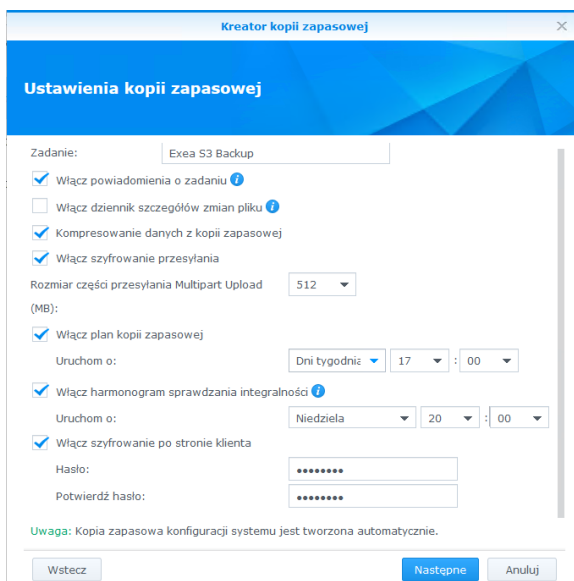 Kreator kopii zapasowej
Ustawienia kopii zapasowej
Zadanie: Exea S3 Backup
Włącz powiadomienia o zadaniu
Włącz dziennik szczegółów zmian pliku
Kompresowanie danych z kopii zapasowej
Włącz szyfrowanie przesyłania
Rozmiar części przesyłania Multipart Upload 512
(MB):
Włącz plan kopii zapasowej
Uruchom o: Dni tygodnia 17 : 00
Włącz harmonogram sprawdzania integralności
Uruchom o: Niedziela 20 : 00
Włącz szyfrowanie po stronie klienta
Hasło: ••••••••
Potwierdź hasło: ••••••••
Uwaga: Kopia zapasowa konfiguracji systemu jest tworzona automatycznie.
Wstecz Następne Anuluj